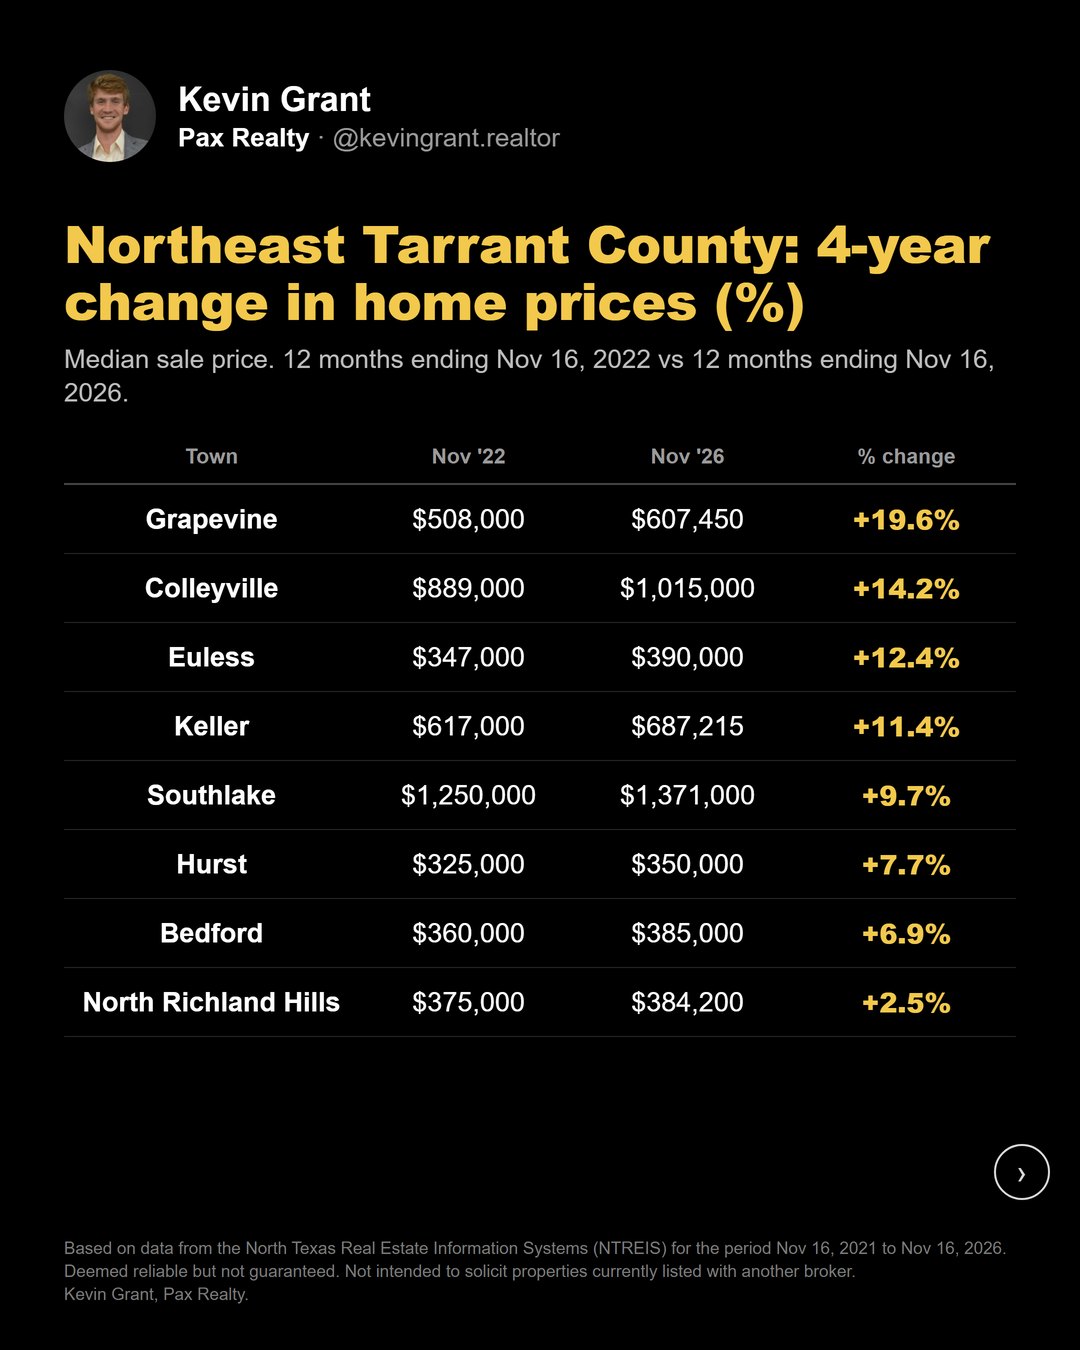 Kevin Grant
Pax Realty · @kevingrant.realtor
Northeast Tarrant County: 4-year
change in home prices (%)
Median sale price. 12 months ending Nov 16, 2022 vs 12 months ending Nov 16,
2026.
Town Nov '22 Nov '26 % change
Grapevine $508,000 $607,450 +19.6%
Colleyville $889,000 $1,015,000 +14.2%
Euless $347,000 $390,000 +12.4%
Keller $617,000 $687,215 +11.4%
Southlake $1,250,000 $1,371,000 +9.7%
Hurst $325,000 $350,000 +7.7%
Bedford $360,000 $385,000 +6.9%
North Richland Hills $375,000 $384,200 +2.5%
Based on data from the North Texas Real Estate Information Systems (NTREIS) for the period Nov 16, 2021 to Nov 16, 2026.
Deemed reliable but not guaranteed. Not intended to solicit properties currently listed with another broker.
Kevin Grant, Pax Realty.